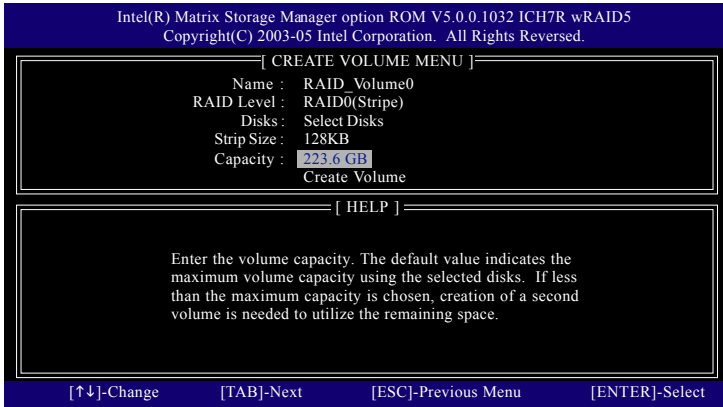 Intel(R) Matrix Storage Manager option ROM V5.0.0.1032 ICH7R wRAID5
Copyright(C) 2003-05 Intel Corporation. All Rights Reversed.
[ CREATE VOLUME MENU ]
Name : RAID_Volume0
RAID Level : RAID0(Stripe)
Disks : Select Disks
Strip Size : 128KB
Capacity : 223.6 GB
Create Volume
[ HELP ]
Enter the volume capacity. The default value indicates the
maximum volume capacity using the selected disks. If less
than the maximum capacity is chosen, creation of a second
volume is needed to utilize the remaining space.
[↑↓]-Change [TAB]-Next [ESC]-Previous Menu [ENTER]-Select